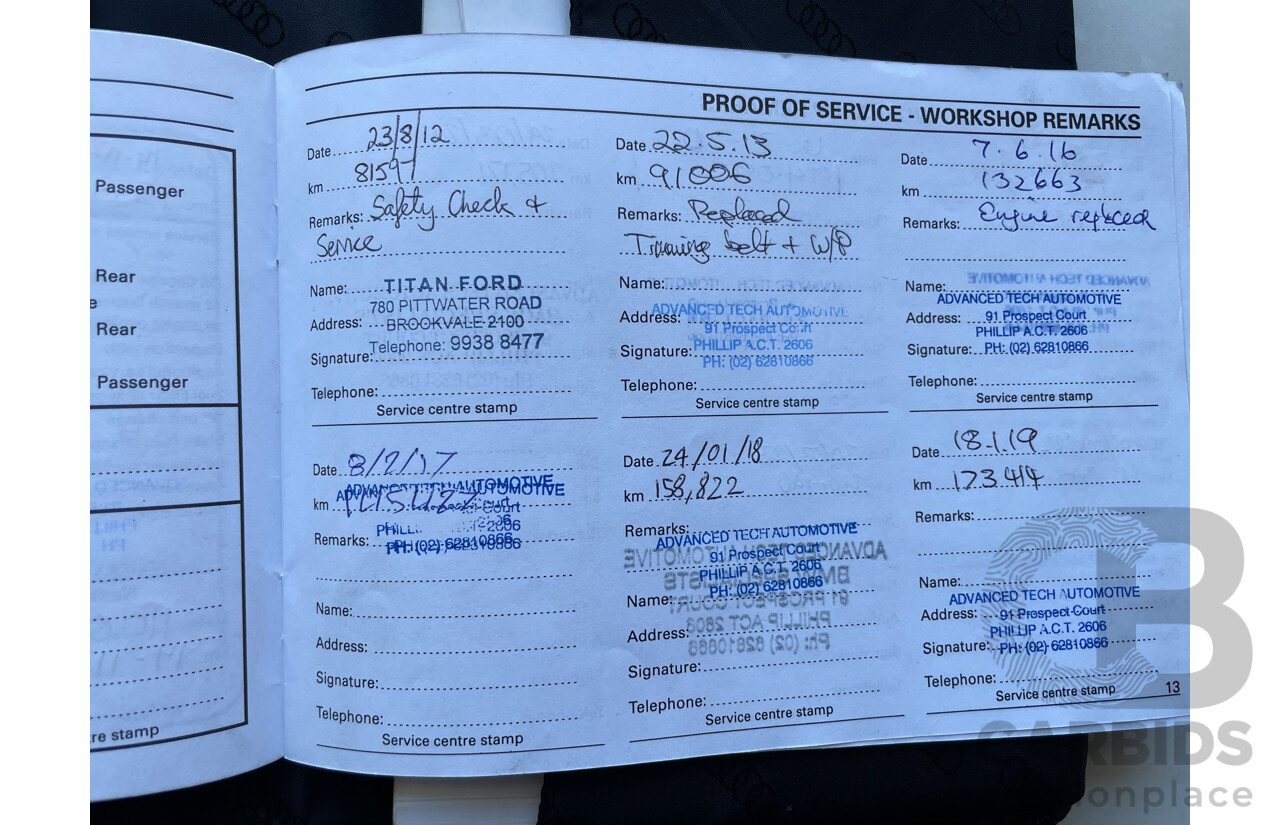 Passenger
Rear
e
Rear
Passenger
re stamp
PROOF OF SERVICE - WORKSHOP REMARKS
Date 23/8/12
km 81597
Remarks: Safety Check +
Service
Name: TITAN FORD
780 PITTWATER ROAD
Address: BROOKVALE 2100
Telephone: 9938 8477
Signature:
Telephone:
Service centre stamp
Date 22.5.13
km 91006
Remarks: Replaced
Timing belt + W/P
Name:
ADVANCED TECH AUTOMOTIVE
Address: 91 Prospect Court
PHILLIP A.C.T. 2606
Signature: PH: (02) 62810866
Telephone:
Service centre stamp
Date 7.6.16
km 132663
Remarks: Engine replaced
Name:
ADVANCED TECH AUTOMOTIVE
Address: 91 Prospect Court
PHILLIP A.C.T. 2606
Signature: PH: (02) 62810866
Telephone:
Service centre stamp
Date 8/2/17
ADVANCED TECH AUTOMOTIVE
km
Remarks: PH: (02) 62810866
Name:
Address:
Signature:
Telephone:
Service centre stamp
Date 24/01/18
km 158,822
Remarks:
ADVANCED TECH AUTOMOTIVE
91 Prospect Court
PHILLIP A.C.T. 2606
PH: (02) 62810866
Name:
Address:
Signature:
Telephone:
Service centre stamp
Date 18.1.19
km 173414
Remarks:
Name:
ADVANCED TECH AUTOMOTIVE
Address: 91 Prospect Court
PHILLIP A.C.T. 2606
Signature: PH: (02) 62810866
Telephone:
Service centre stamp
13
CARBIDS
onplace